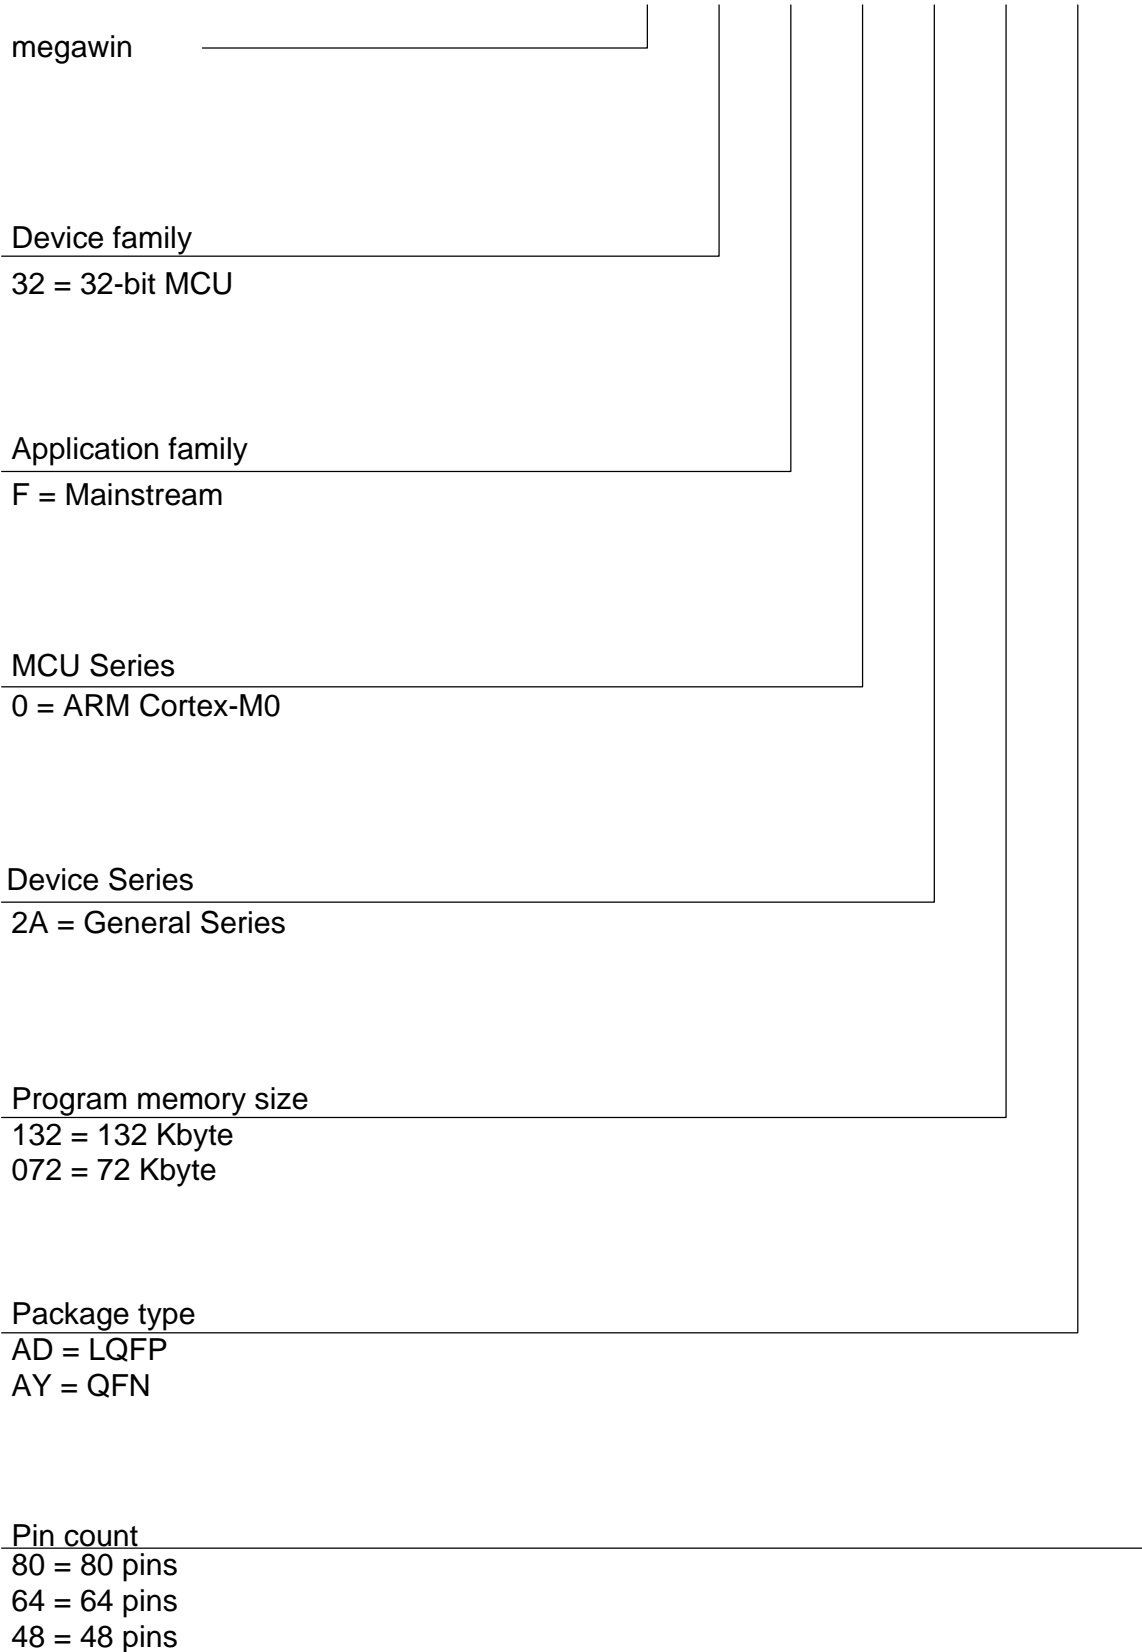 megawin
Device family
32 = 32-bit MCU
Application family
F = Mainstream
MCU Series
0 = ARM Cortex-M0
Device Series
2A = General Series
Program memory size
132 = 132 Kbyte
072 = 72 Kbyte
Package type
AD = LQFP
AY = QFN
Pin count
80 = 80 pins
64 = 64 pins
48 = 48 pins